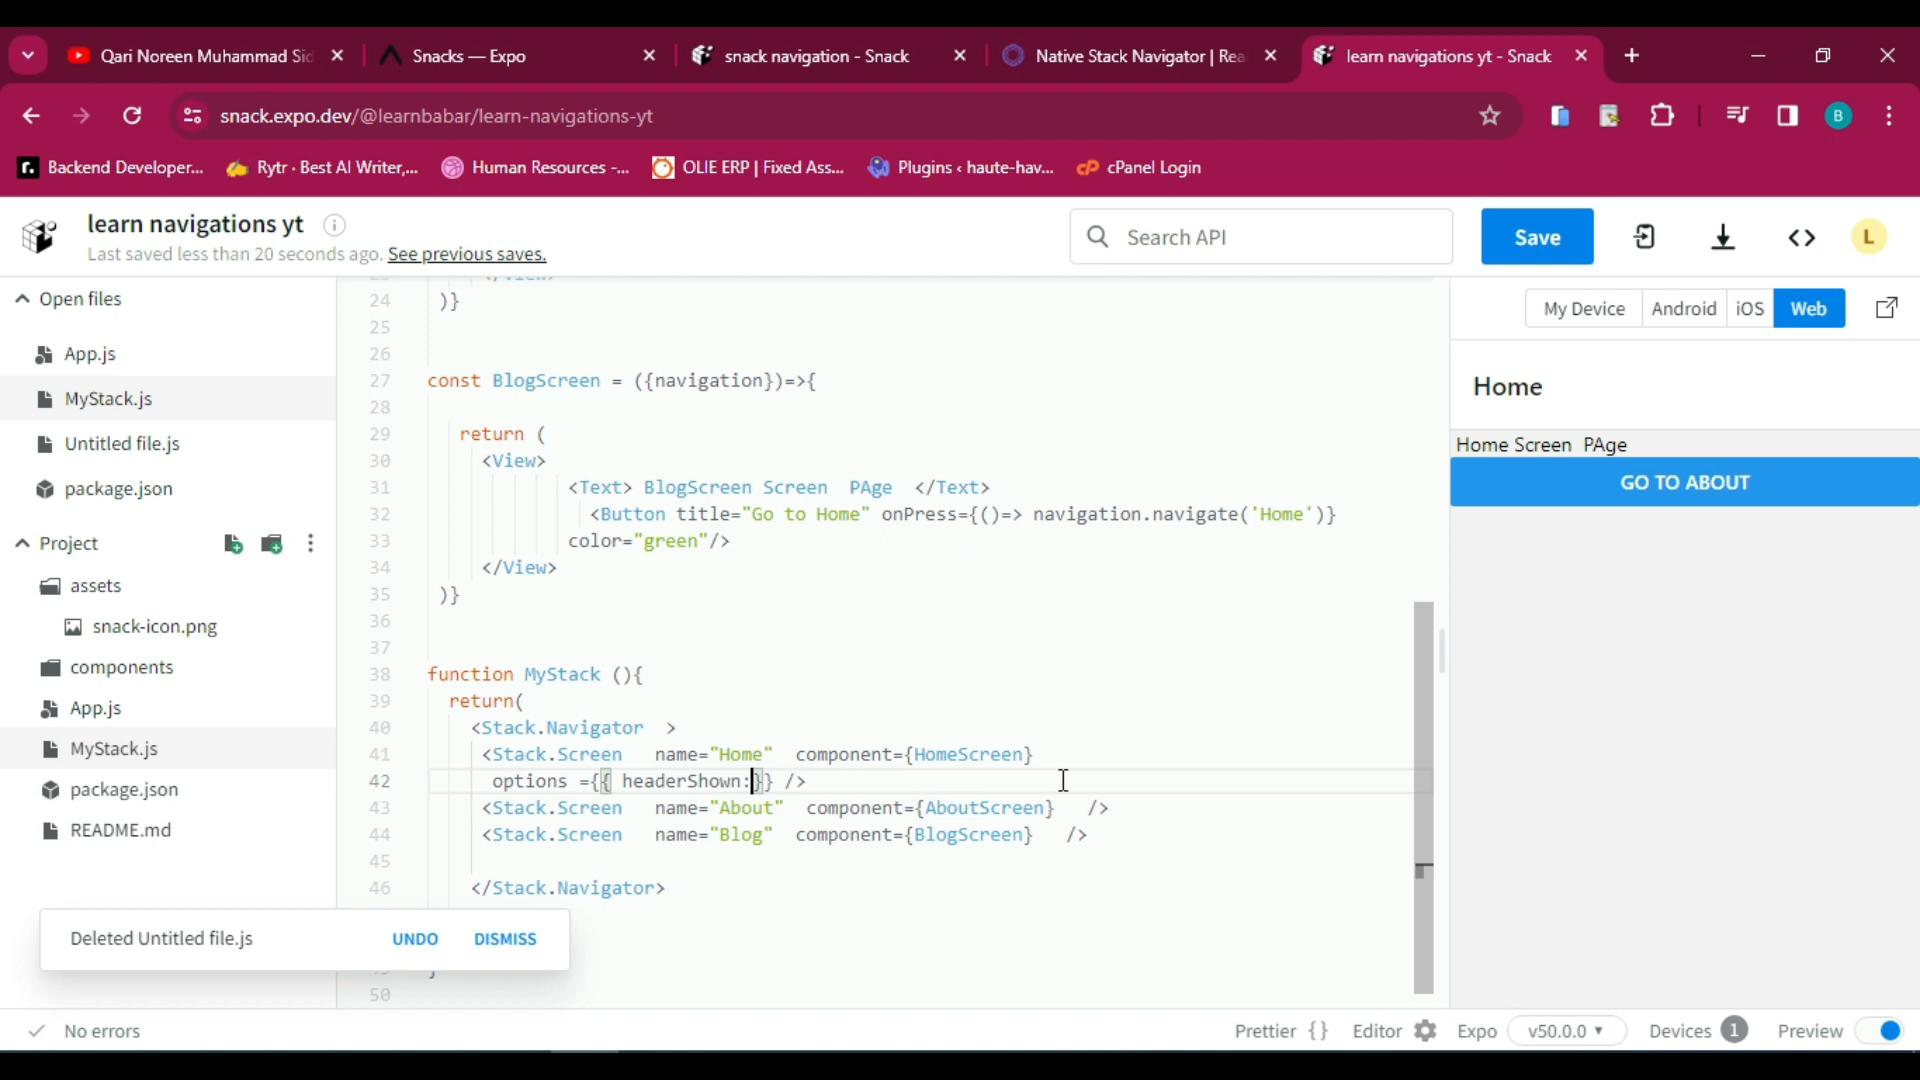 Qari Noreen Muhammad Sid
Snacks — Expo
snack navigation - Snack
Native Stack Navigator | Rea
learn navigations yt - Snack
snack.expo.dev/@learnbabar/learn-navigations-yt
B
Backend Developer...
Rytr · Best AI Writer,...
Human Resources -...
OLIE ERP | Fixed Ass...
Plugins ‹ haute-hav...
cPanel Login
learn navigations yt
Last saved less than 20 seconds ago. See previous saves.
Search API
Save
L
Open files
App.js
MyStack.js
Untitled file.js
package.json
Project
assets
snack-icon.png
components
App.js
MyStack.js
package.json
README.md
24 )}
25
26
27 const BlogScreen = ({navigation})=>{
28
29 return (
30 <View>
31 <Text> BlogScreen Screen PAge </Text>
32 <Button title="Go to Home" onPress={()=> navigation.navigate('Home')}
33 color="green"/>
34 </View>
35 )}
36
37
38 function MyStack (){
39 return(
40 <Stack.Navigator >
41 <Stack.Screen name="Home" component={HomeScreen}
42 options ={{ headerShown:}} />
43 <Stack.Screen name="About" component={AboutScreen} />
44 <Stack.Screen name="Blog" component={BlogScreen} />
45
46 </Stack.Navigator>
50
My Device
Android
iOS
Web
Home
Home Screen PAge
GO TO ABOUT
Deleted Untitled file.js
UNDO
DISMISS
No errors
Prettier { }
Editor
Expo
v50.0.0
Devices 1
Preview